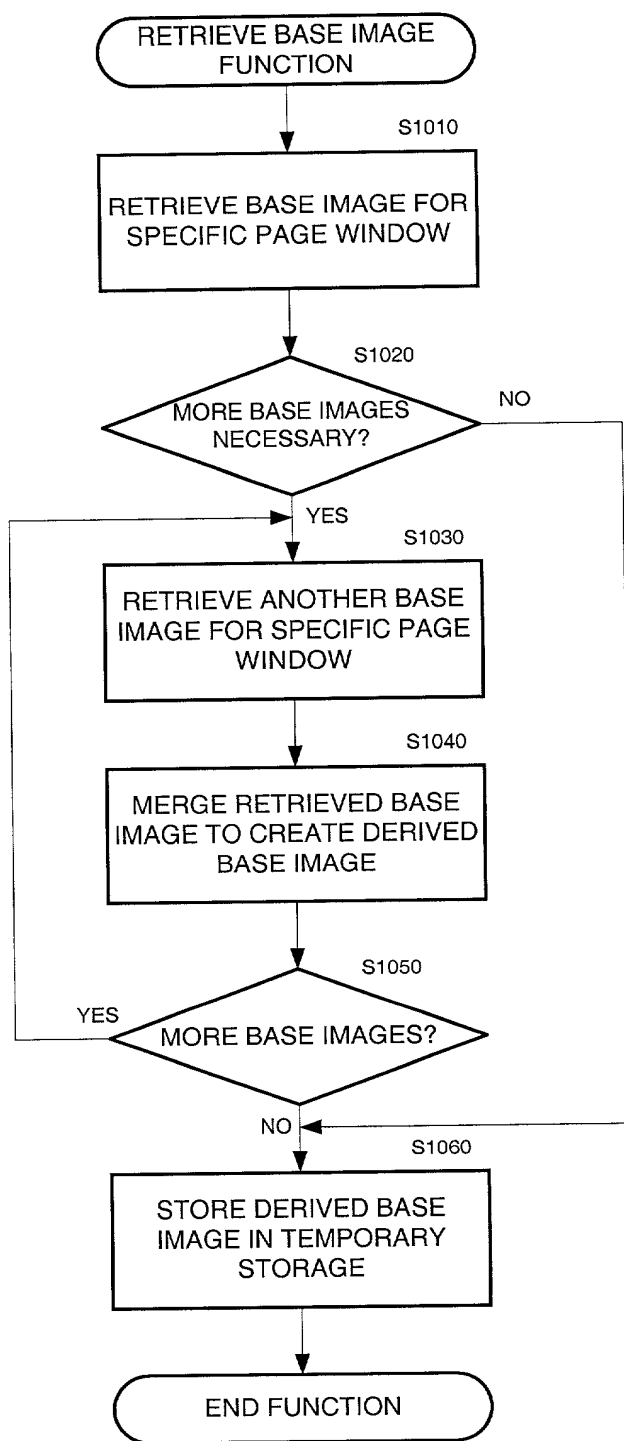 RETRIEVE BASE IMAGE
FUNCTION
S1010
RETRIEVE BASE IMAGE FOR
SPECIFIC PAGE WINDOW
S1020
MORE BASE IMAGES
NECESSARY?
NO
YES
S1030
RETRIEVE ANOTHER BASE
IMAGE FOR SPECIFIC PAGE
WINDOW
S1040
MERGE RETRIEVED BASE
IMAGE TO CREATE DERIVED
BASE IMAGE
S1050
YES
MORE BASE IMAGES?
NO
S1060
STORE DERIVED BASE
IMAGE IN TEMPORARY
STORAGE
END FUNCTION